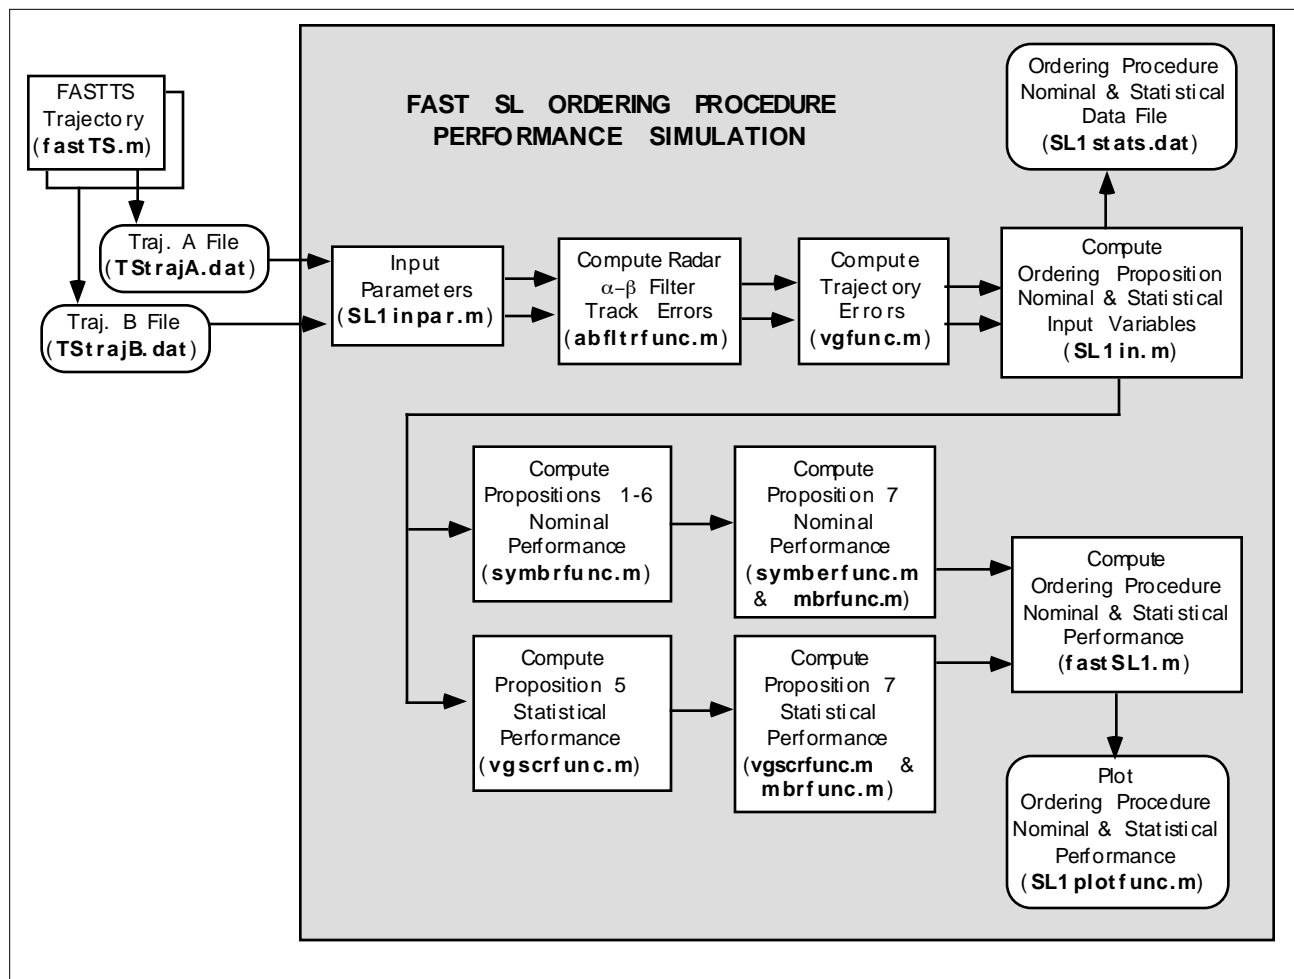 FAST SL ORDERING PROCEDURE
PERFORMANCE SIMULATION
FASTTS
Trajectory
(fastTS.m)
Traj. A File
(TStrajA.dat)
Traj. B File
(TStrajB.dat)
Input
Parameters
(SL1inpar.m)
Compute Radar
α−β Filter
Track Errors
(abfltrfunc.m)
Compute
Trajectory
Errors
(vgfunc.m)
Compute
Ordering Proposition
Nominal & Statistical
Input Variables
(SL1in.m)
Ordering Procedure
Nominal & Statistical
Data File
(SL1stats.dat)
Compute
Propositions 1-6
Nominal
Performance
(symbrfunc.m)
Compute
Proposition 7
Nominal
Performance
(symberfunc.m
& mbrfunc.m)
Compute
Proposition 5
Statistical
Performance
(vgscrfunc.m)
Compute
Proposition 7
Statistical
Performance
(vgscrfunc.m &
mbrfunc.m)
Compute
Ordering Procedure
Nominal & Statistical
Performance
(fastSL1.m)
Plot
Ordering Procedure
Nominal & Statistical
Performance
(SL1plotfunc.m)